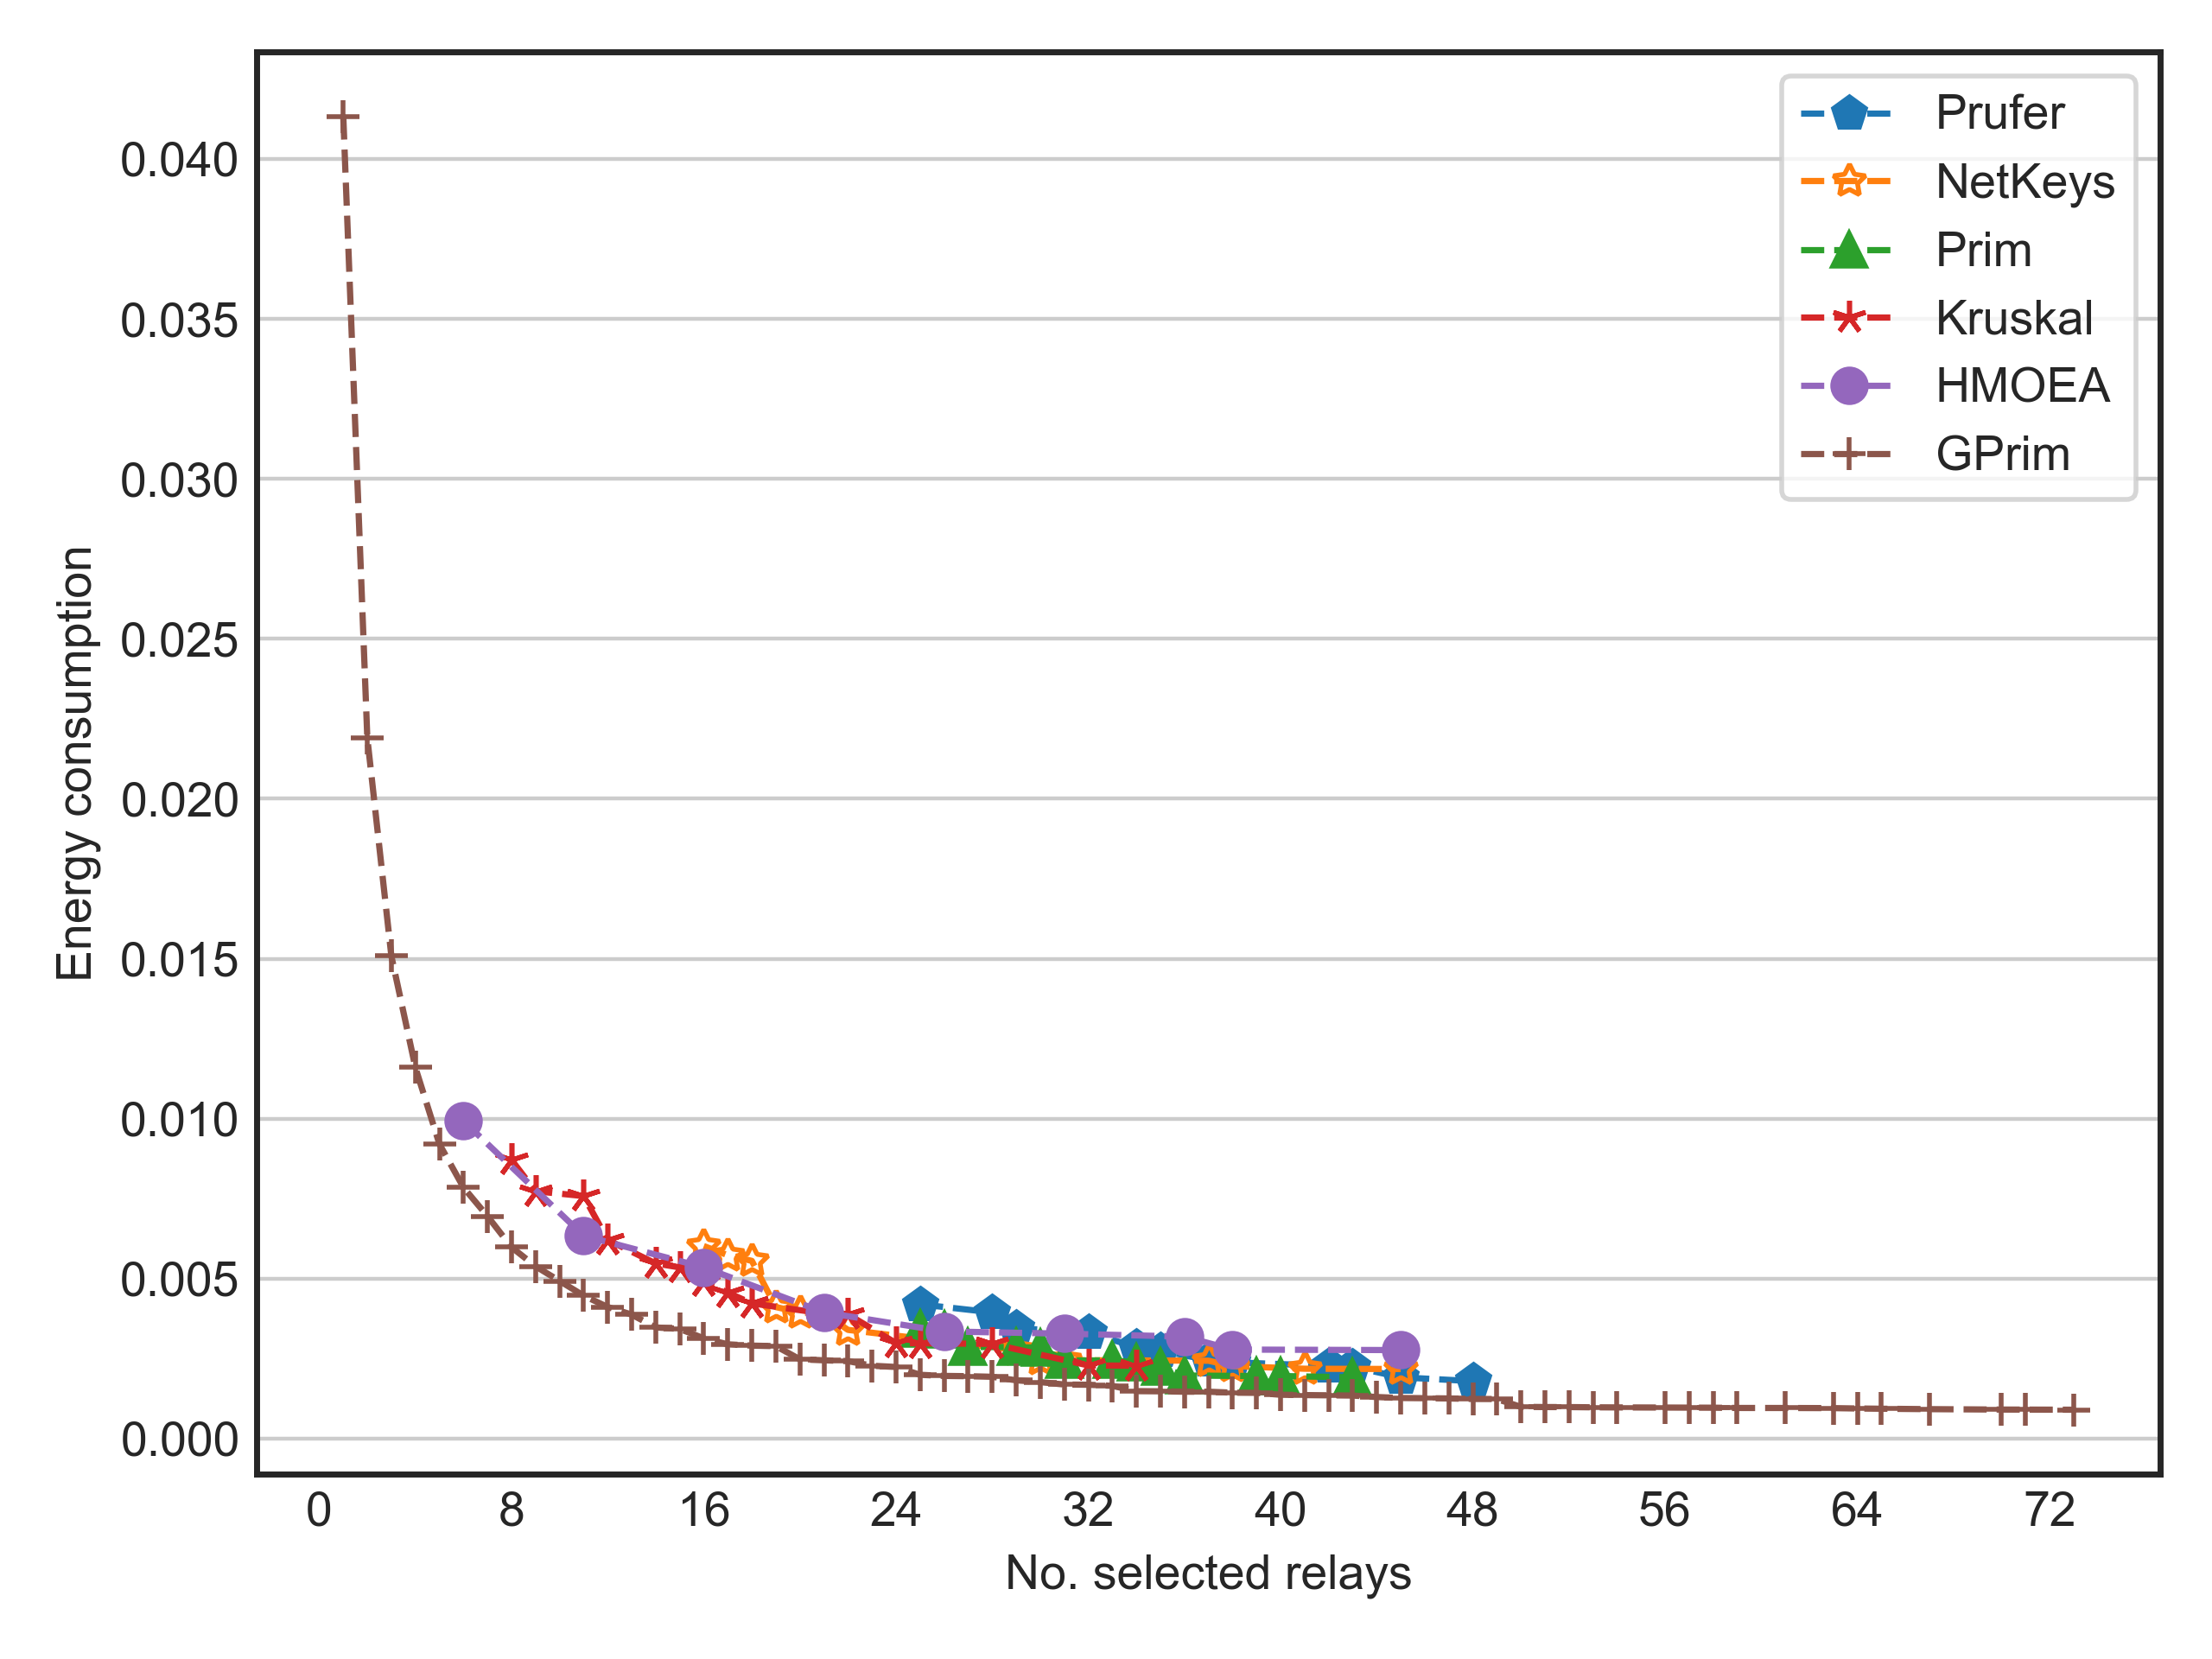 Prufer
NetKeys
Prim
Kruskal
HMOEA
GPrim
Energy consumption
0.040
0.035
0.030
0.025
0.020
0.015
0.010
0.005
0.000
0 8 16 24 32 40 48 56 64 72
No. selected relays